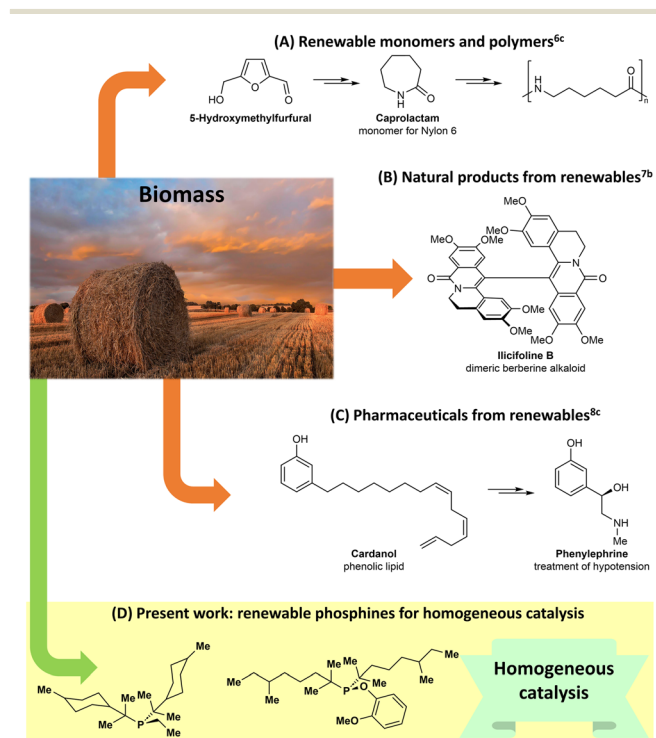 (A) Renewable monomers and polymers6c
HO
O
O
5-Hydroxymethylfurfural
N
H
O
Caprolactam
monomer for Nylon 6
H
N
O
n
Biomass
(B) Natural products from renewables7b
MeO
MeO
MeO
OMe
N
O
O
N
OMe
OMe
MeO
OMe
Ilicifoline B
dimeric berberine alkaloid
(C) Pharmaceuticals from renewables8c
OH
Cardanol
phenolic lipid
OH
OH
NH
Me
Phenylephrine
treatment of hypotension
(D) Present work: renewable phosphines for homogeneous catalysis
Me
Me
Me
Me
P
Me
Me
Me
Me
Me
Me
Me
Me
Me
Me
P
O
MeO
Homogeneous
catalysis